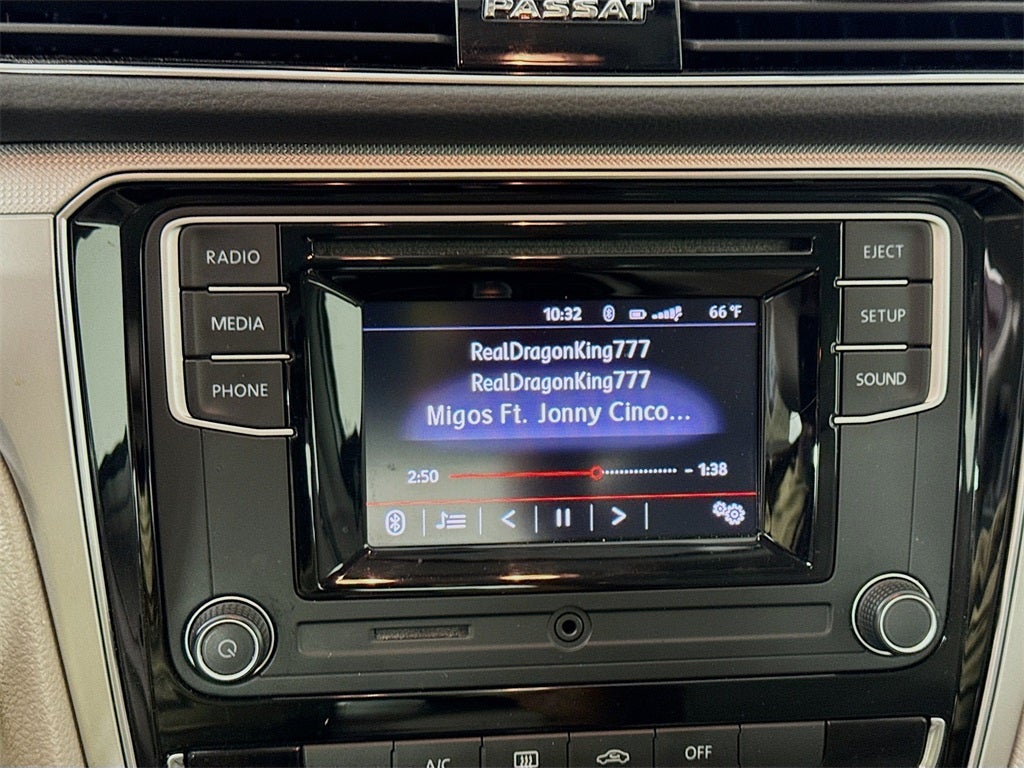 PASSAT
RADIO
MEDIA
PHONE
EJECT
SETUP
SOUND
10:32 66°F
RealDragonKing777
RealDragonKing777
Migos Ft. Jonny Cinco...
2:50 - 1:38
A/C
OFF